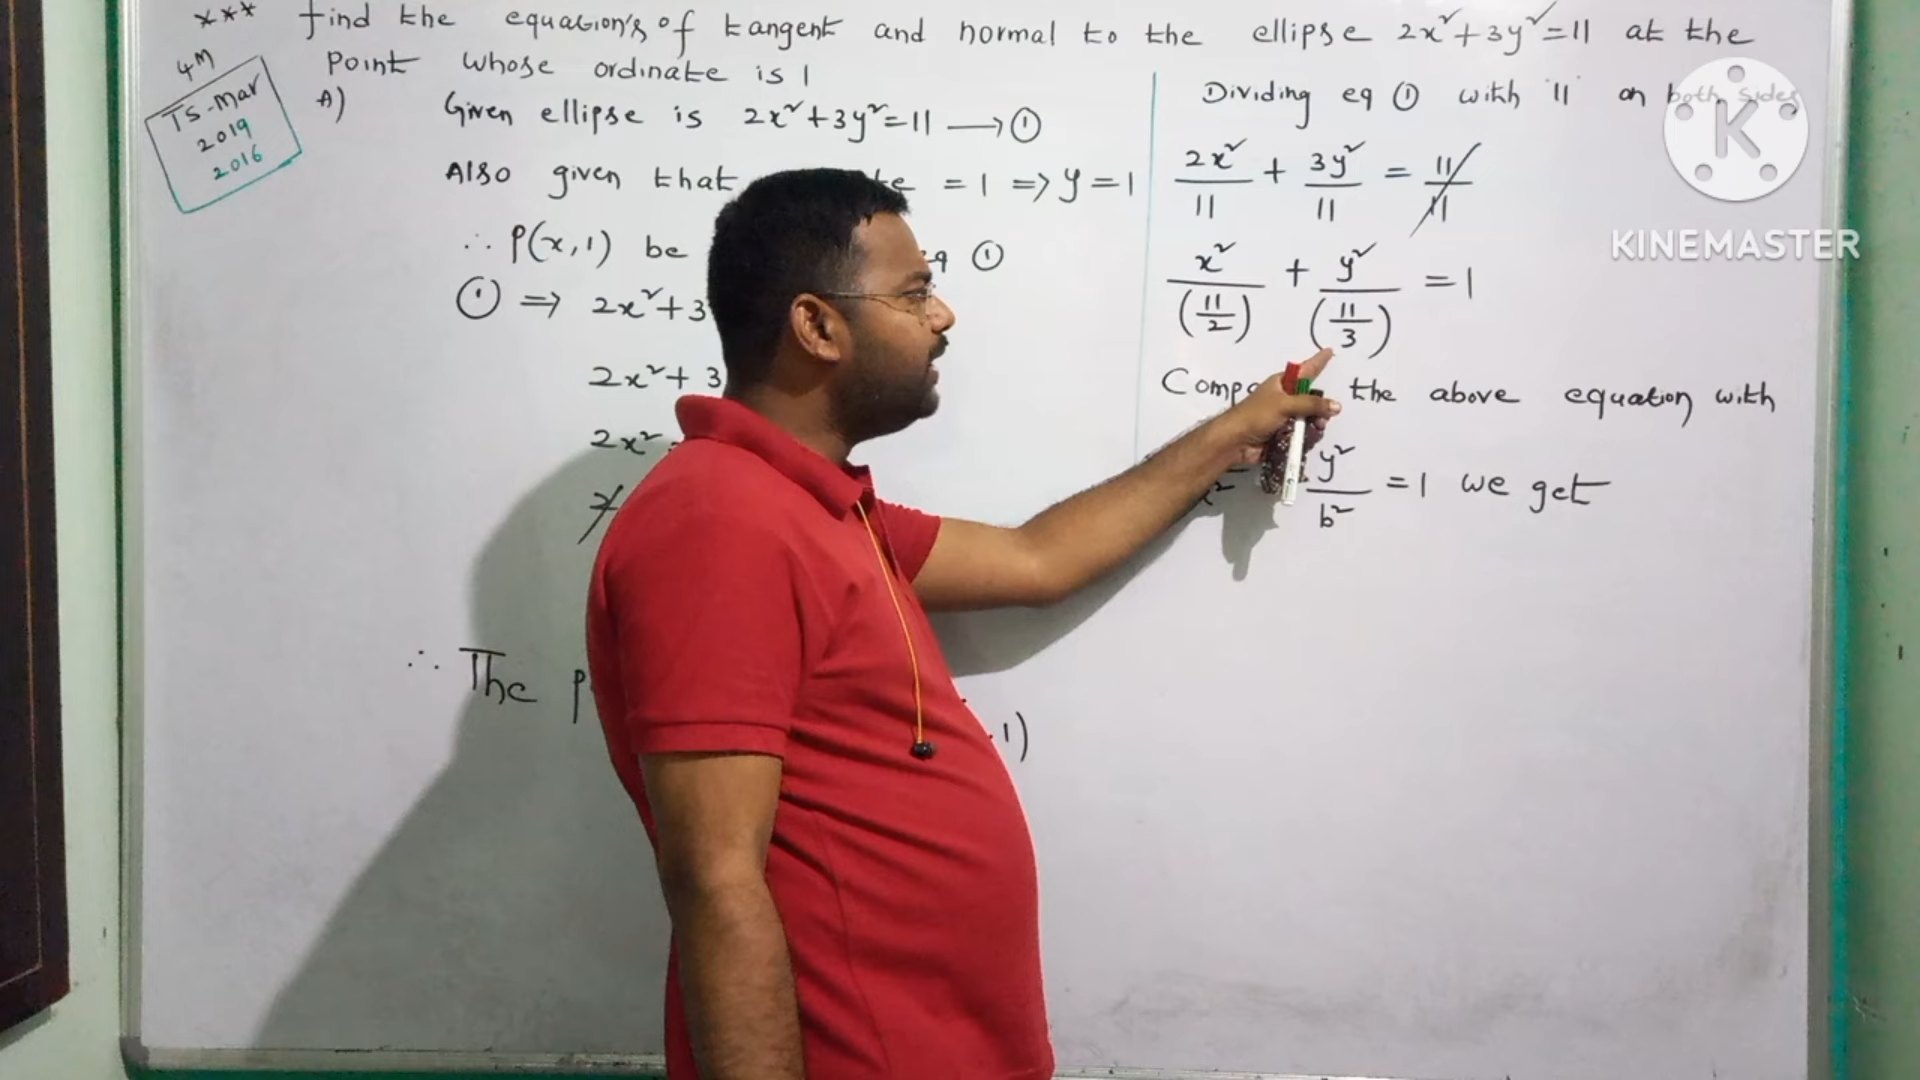 *** find the equation's of tangent and normal to the ellipse 2x²+3y²=11 at the
Point whose ordinate is 1
4M
TS-Mar
2019
2016
A) Given ellipse is 2x²+3y²=11 → ①
Also given that = 1 ⇒ y = 1
∴ P(x,1) be eq ①
① ⇒ 2x²+3
2x²+ 3
2x²
∴ The
1)
Dividing eq ① with 11 on both sides
2x²/11 + 3y²/11 = 11/11
x²/(11/2) + y²/(11/3) = 1
the above equation with
y²/b² = 1 we get
K
KINEMASTER